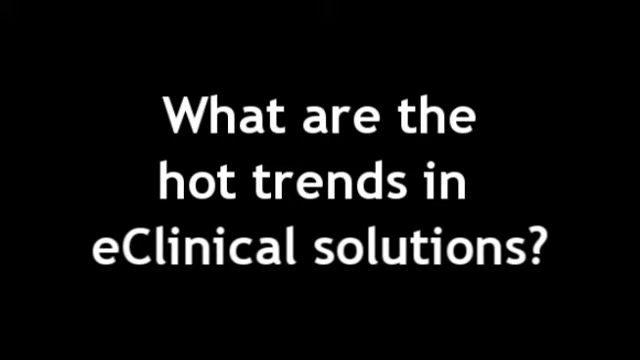 What are the
hot trends in
eClinical solutions?